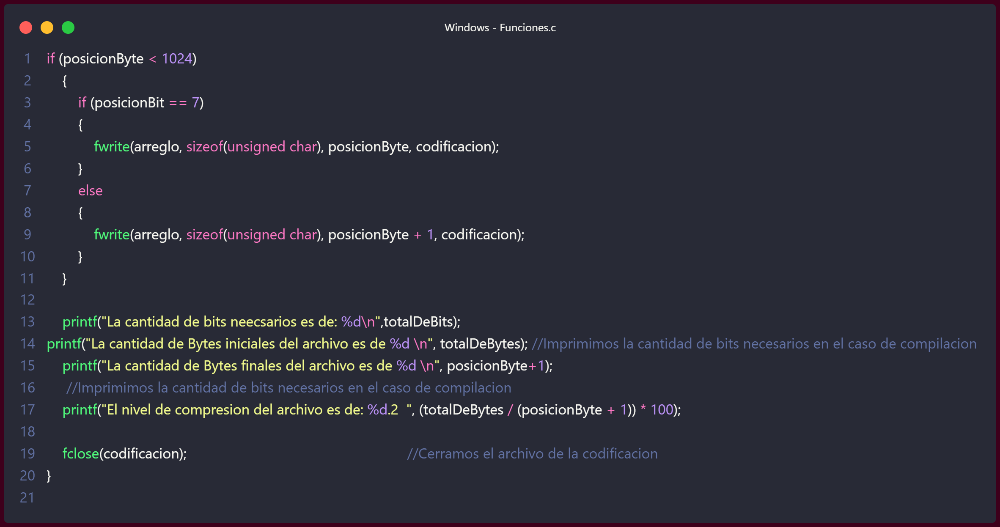 Windows - Funciones.c
1 if (posicionByte < 1024)
2 {
3 if (posicionBit == 7)
4 {
5 fwrite(arreglo, sizeof(unsigned char), posicionByte, codificacion);
6 }
7 else
8 {
9 fwrite(arreglo, sizeof(unsigned char), posicionByte + 1, codificacion);
10 }
11 }
12
13 printf("La cantidad de bits neecsarios es de: %d\n",totalDeBits);
14 printf("La cantidad de Bytes iniciales del archivo es de %d \n", totalDeBytes); //Imprimimos la cantidad de bits necesarios en el caso de compilacion
15 printf("La cantidad de Bytes finales del archivo es de %d \n", posicionByte+1);
16 //Imprimimos la cantidad de bits necesarios en el caso de compilacion
17 printf("El nivel de compresion del archivo es de: %d.2  ", (totalDeBytes / (posicionByte + 1)) * 100);
18
19 fclose(codificacion); //Cerramos el archivo de la codificacion
20 }
21